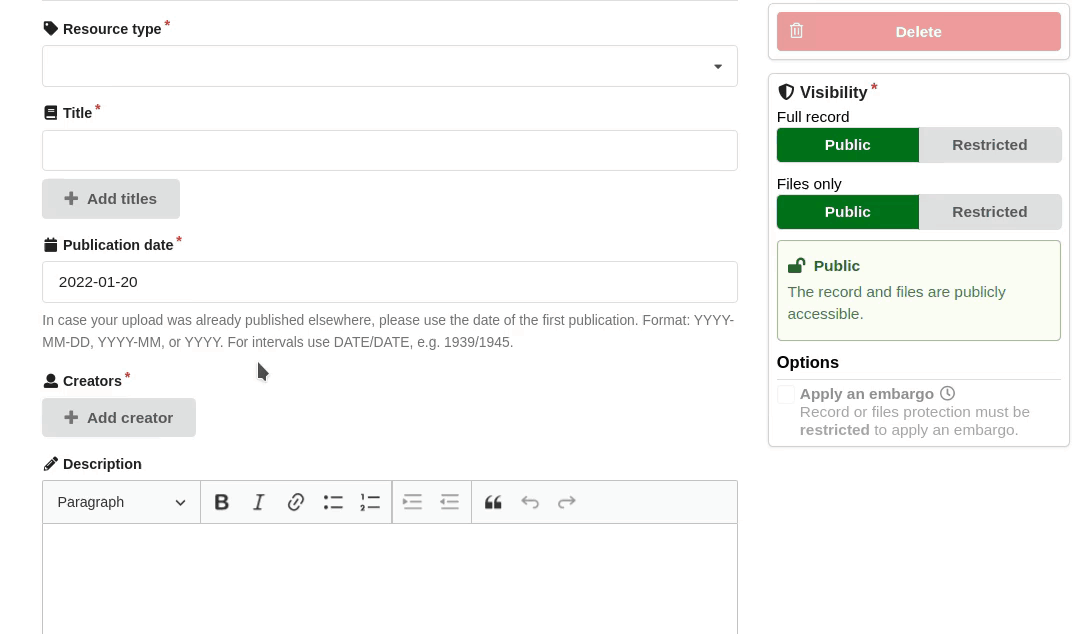 Resource type *
Title *
Add titles
Publication date *
2022-01-20
In case your upload was already published elsewhere, please use the date of the first publication. Format: YYYY-
MM-DD, YYYY-MM, or YYYY. For intervals use DATE/DATE, e.g. 1939/1945.
Creators *
Add creator
Description
Paragraph
Delete
Visibility *
Full record
Public Restricted
Files only
Public Restricted
Public
The record and files are publicly
accessible.
Options
Apply an embargo
Record or files protection must be
restricted to apply an embargo.